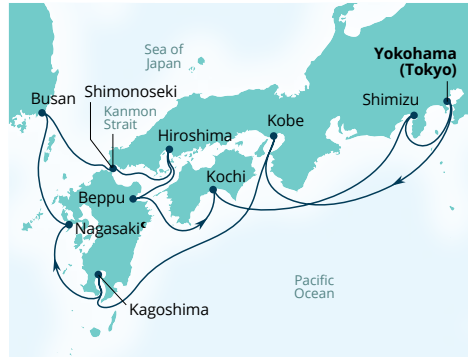 Sea of
Japan
Yokohama
(Tokyo)
Busan
Shimonoseki
Kanmon
Strait
Shimizu
Hiroshima
Kobe
Kochi
Beppu
Nagasaki
Kagoshima
Pacific
Ocean